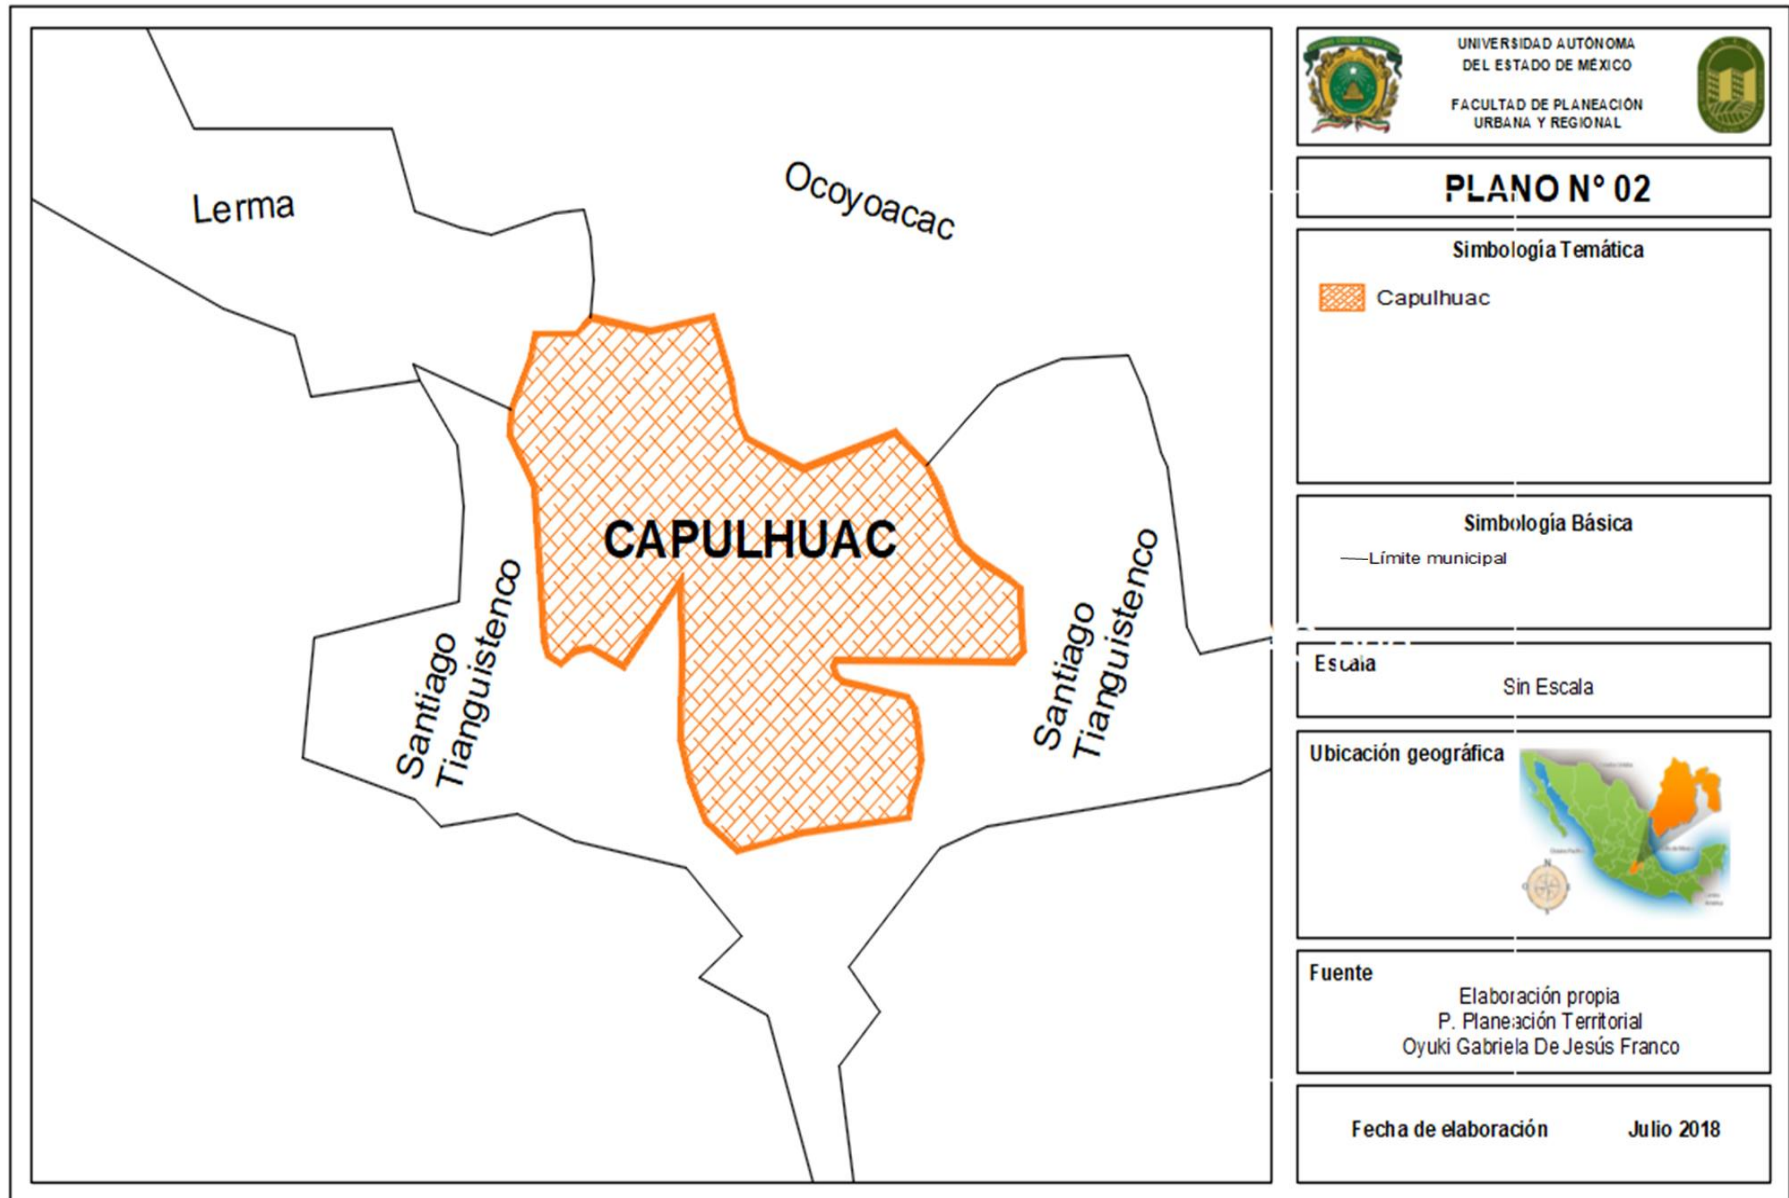 Lerma
Ocoyoacac
CAPULHUAC
Santiago
Tianguistenco
Santiago
Tianguistenco
UNIVERSIDAD AUTÓNOMA
DEL ESTADO DE MÉXICO
FACULTAD DE PLANEACIÓN
URBANA Y REGIONAL
PLANO N° 02
Simbología Temática
Capulhuac
Simbología Básica
Límite municipal
Escala
Sin Escala
Ubicación geográfica
N
Fuente
Elaboración propia
P. Planeación Territorial
Oyuki Gabriela De Jesús Franco
Fecha de elaboración Julio 2018